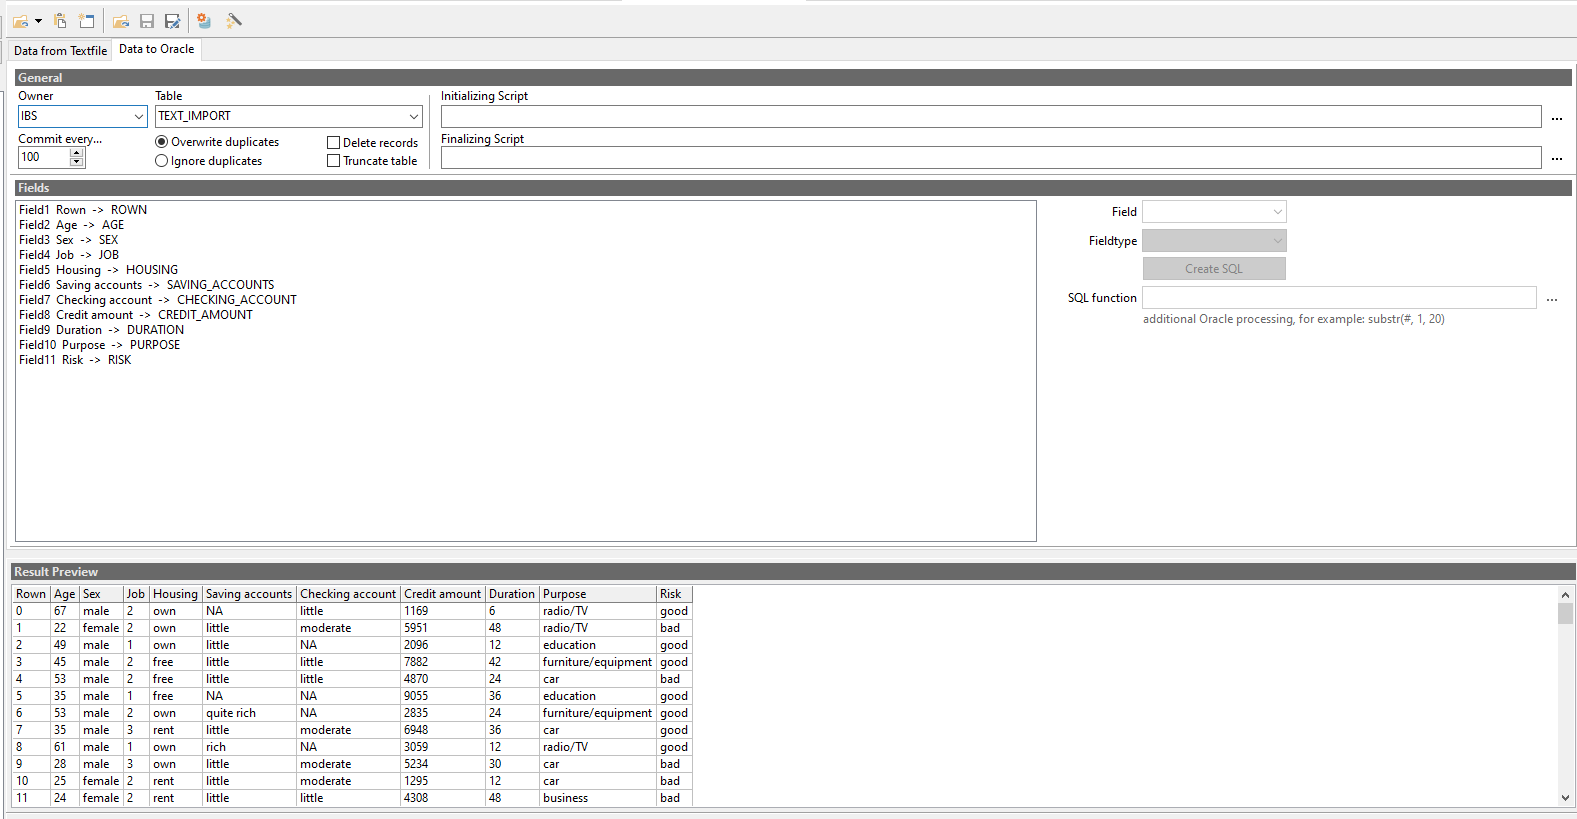 Data from Textfile Data to Oracle
General
Owner Table Initializing Script
IBS TEXT_IMPORT ...
Commit every... Overwrite duplicates Delete records Finalizing Script
100 Ignore duplicates Truncate table ...
Fields
Field1 Rown -> ROWN
Field2 Age -> AGE
Field3 Sex -> SEX
Field4 Job -> JOB
Field5 Housing -> HOUSING
Field6 Saving accounts -> SAVING_ACCOUNTS
Field7 Checking account -> CHECKING_ACCOUNT
Field8 Credit amount -> CREDIT_AMOUNT
Field9 Duration -> DURATION
Field10 Purpose -> PURPOSE
Field11 Risk -> RISK
Field
Fieldtype
Create SQL
SQL function ...
additional Oracle processing, for example: substr(#, 1, 20)
Result Preview
Rown Age Sex Job Housing Saving accounts Checking account Credit amount Duration Purpose Risk
0 67 male 2 own NA little 1169 6 radio/TV good
1 22 female 2 own little moderate 5951 48 radio/TV bad
2 49 male 1 own little NA 2096 12 education good
3 45 male 2 free little little 7882 42 furniture/equipment good
4 53 male 2 free little little 4870 24 car bad
5 35 male 1 free NA NA 9055 36 education good
6 53 male 2 own quite rich NA 2835 24 furniture/equipment good
7 35 male 3 rent little moderate 6948 36 car good
8 61 male 1 own rich NA 3059 12 radio/TV good
9 28 male 3 own little moderate 5234 30 car bad
10 25 female 2 rent little moderate 1295 12 car bad
11 24 female 2 rent little little 4308 48 business bad